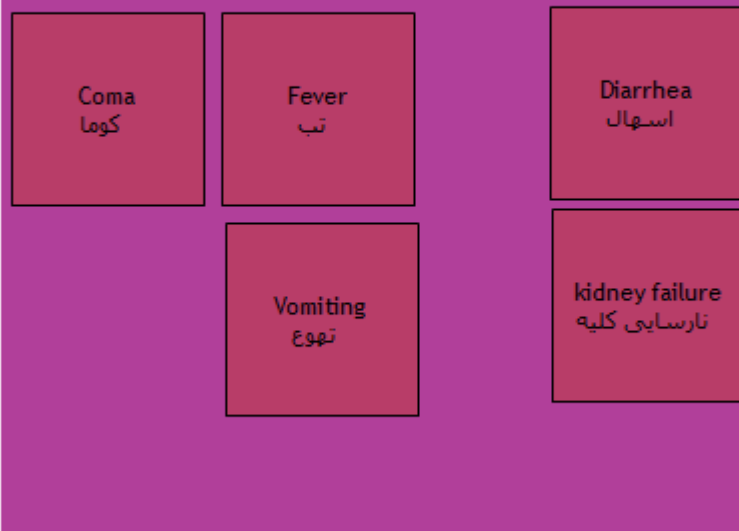 Coma
کوما
Fever
تب
Diarrhea
اسهال
Vomiting
تهوع
kidney failure
نارسایی کلیه